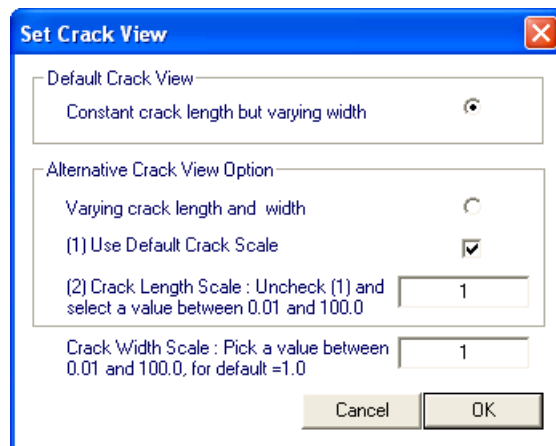 Set Crack View
Default Crack View
Constant crack length but varying width
Alternative Crack View Option
Varying crack length and width
(1) Use Default Crack Scale
(2) Crack Length Scale : Uncheck (1) and
select a value between 0.01 and 100.0
1
Crack Width Scale : Pick a value between
0.01 and 100.0, for default =1.0
1
Cancel
OK